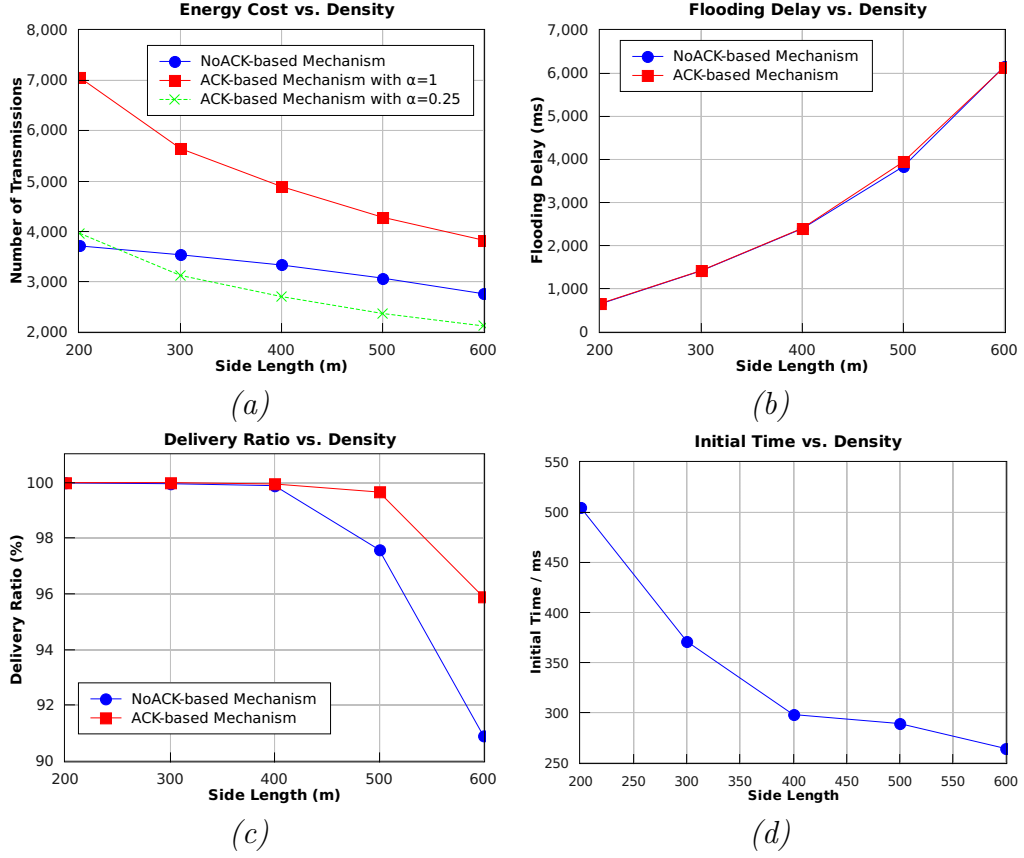 Energy Cost vs. Density
Number of Transmissions
8,000
7,000
6,000
5,000
4,000
3,000
2,000
NoACK-based Mechanism
ACK-based Mechanism with α=1
ACK-based Mechanism with α=0.25
200 300 400 500 600
Side Length (m)
(a)
Flooding Delay vs. Density
Flooding Delay (ms)
7,000
6,000
5,000
4,000
3,000
2,000
1,000
0
NoACK-based Mechanism
ACK-based Mechanism
200 300 400 500 600
Side Length (m)
(b)
Delivery Ratio vs. Density
Delivery Ratio (%)
100
98
96
94
92
91
90
NoACK-based Mechanism
ACK-based Mechanism
200 300 400 500 600
Side Length (m)
(c)
Initial Time vs. Density
Initial Time / ms
550
500
450
400
350
300
250
200 250 300 350 400 450 500 550 600
Side Length
(d)